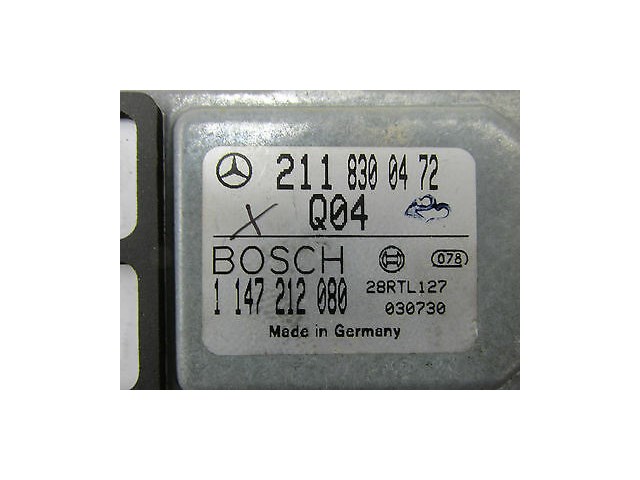 211 830 04 72
Q04
BOSCH 078
1 147 212 080 28RTL127
030730
Made in Germany